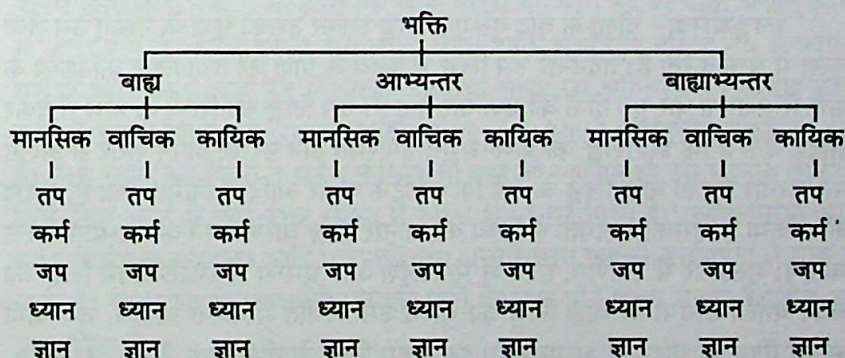 भक्ति
वाह्य आभ्यन्तर वाह्याभ्यन्तर
मानसिक वाचिक कायिक मानसिक वाचिक कायिक मानसिक वाचिक कायिक
तप तप तप तप तप तप तप तप तप
कर्म कर्म कर्म कर्म कर्म कर्म कर्म कर्म कर्म
जप जप जप जप जप जप जप जप जप
ध्यान ध्यान ध्यान ध्यान ध्यान ध्यान ध्यान ध्यान ध्यान
ज्ञान ज्ञान ज्ञान ज्ञान ज्ञान ज्ञान ज्ञान ज्ञान ज्ञान